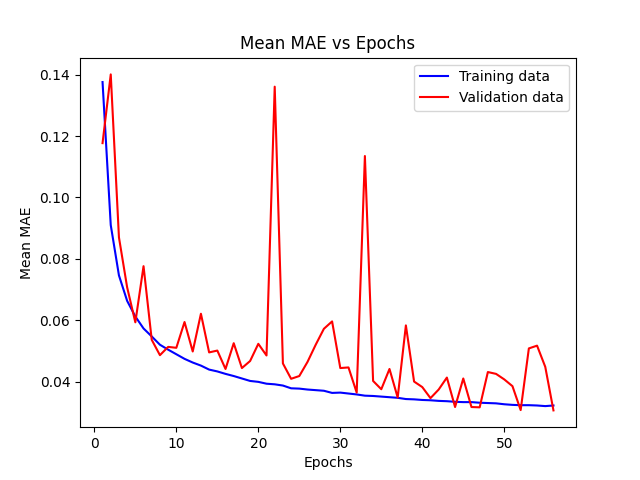 Mean MAE vs Epochs
Training data
Validation data
Mean MAE
0.14
0.12
0.10
0.08
0.06
0.04
0 10 20 30 40 50
Epochs